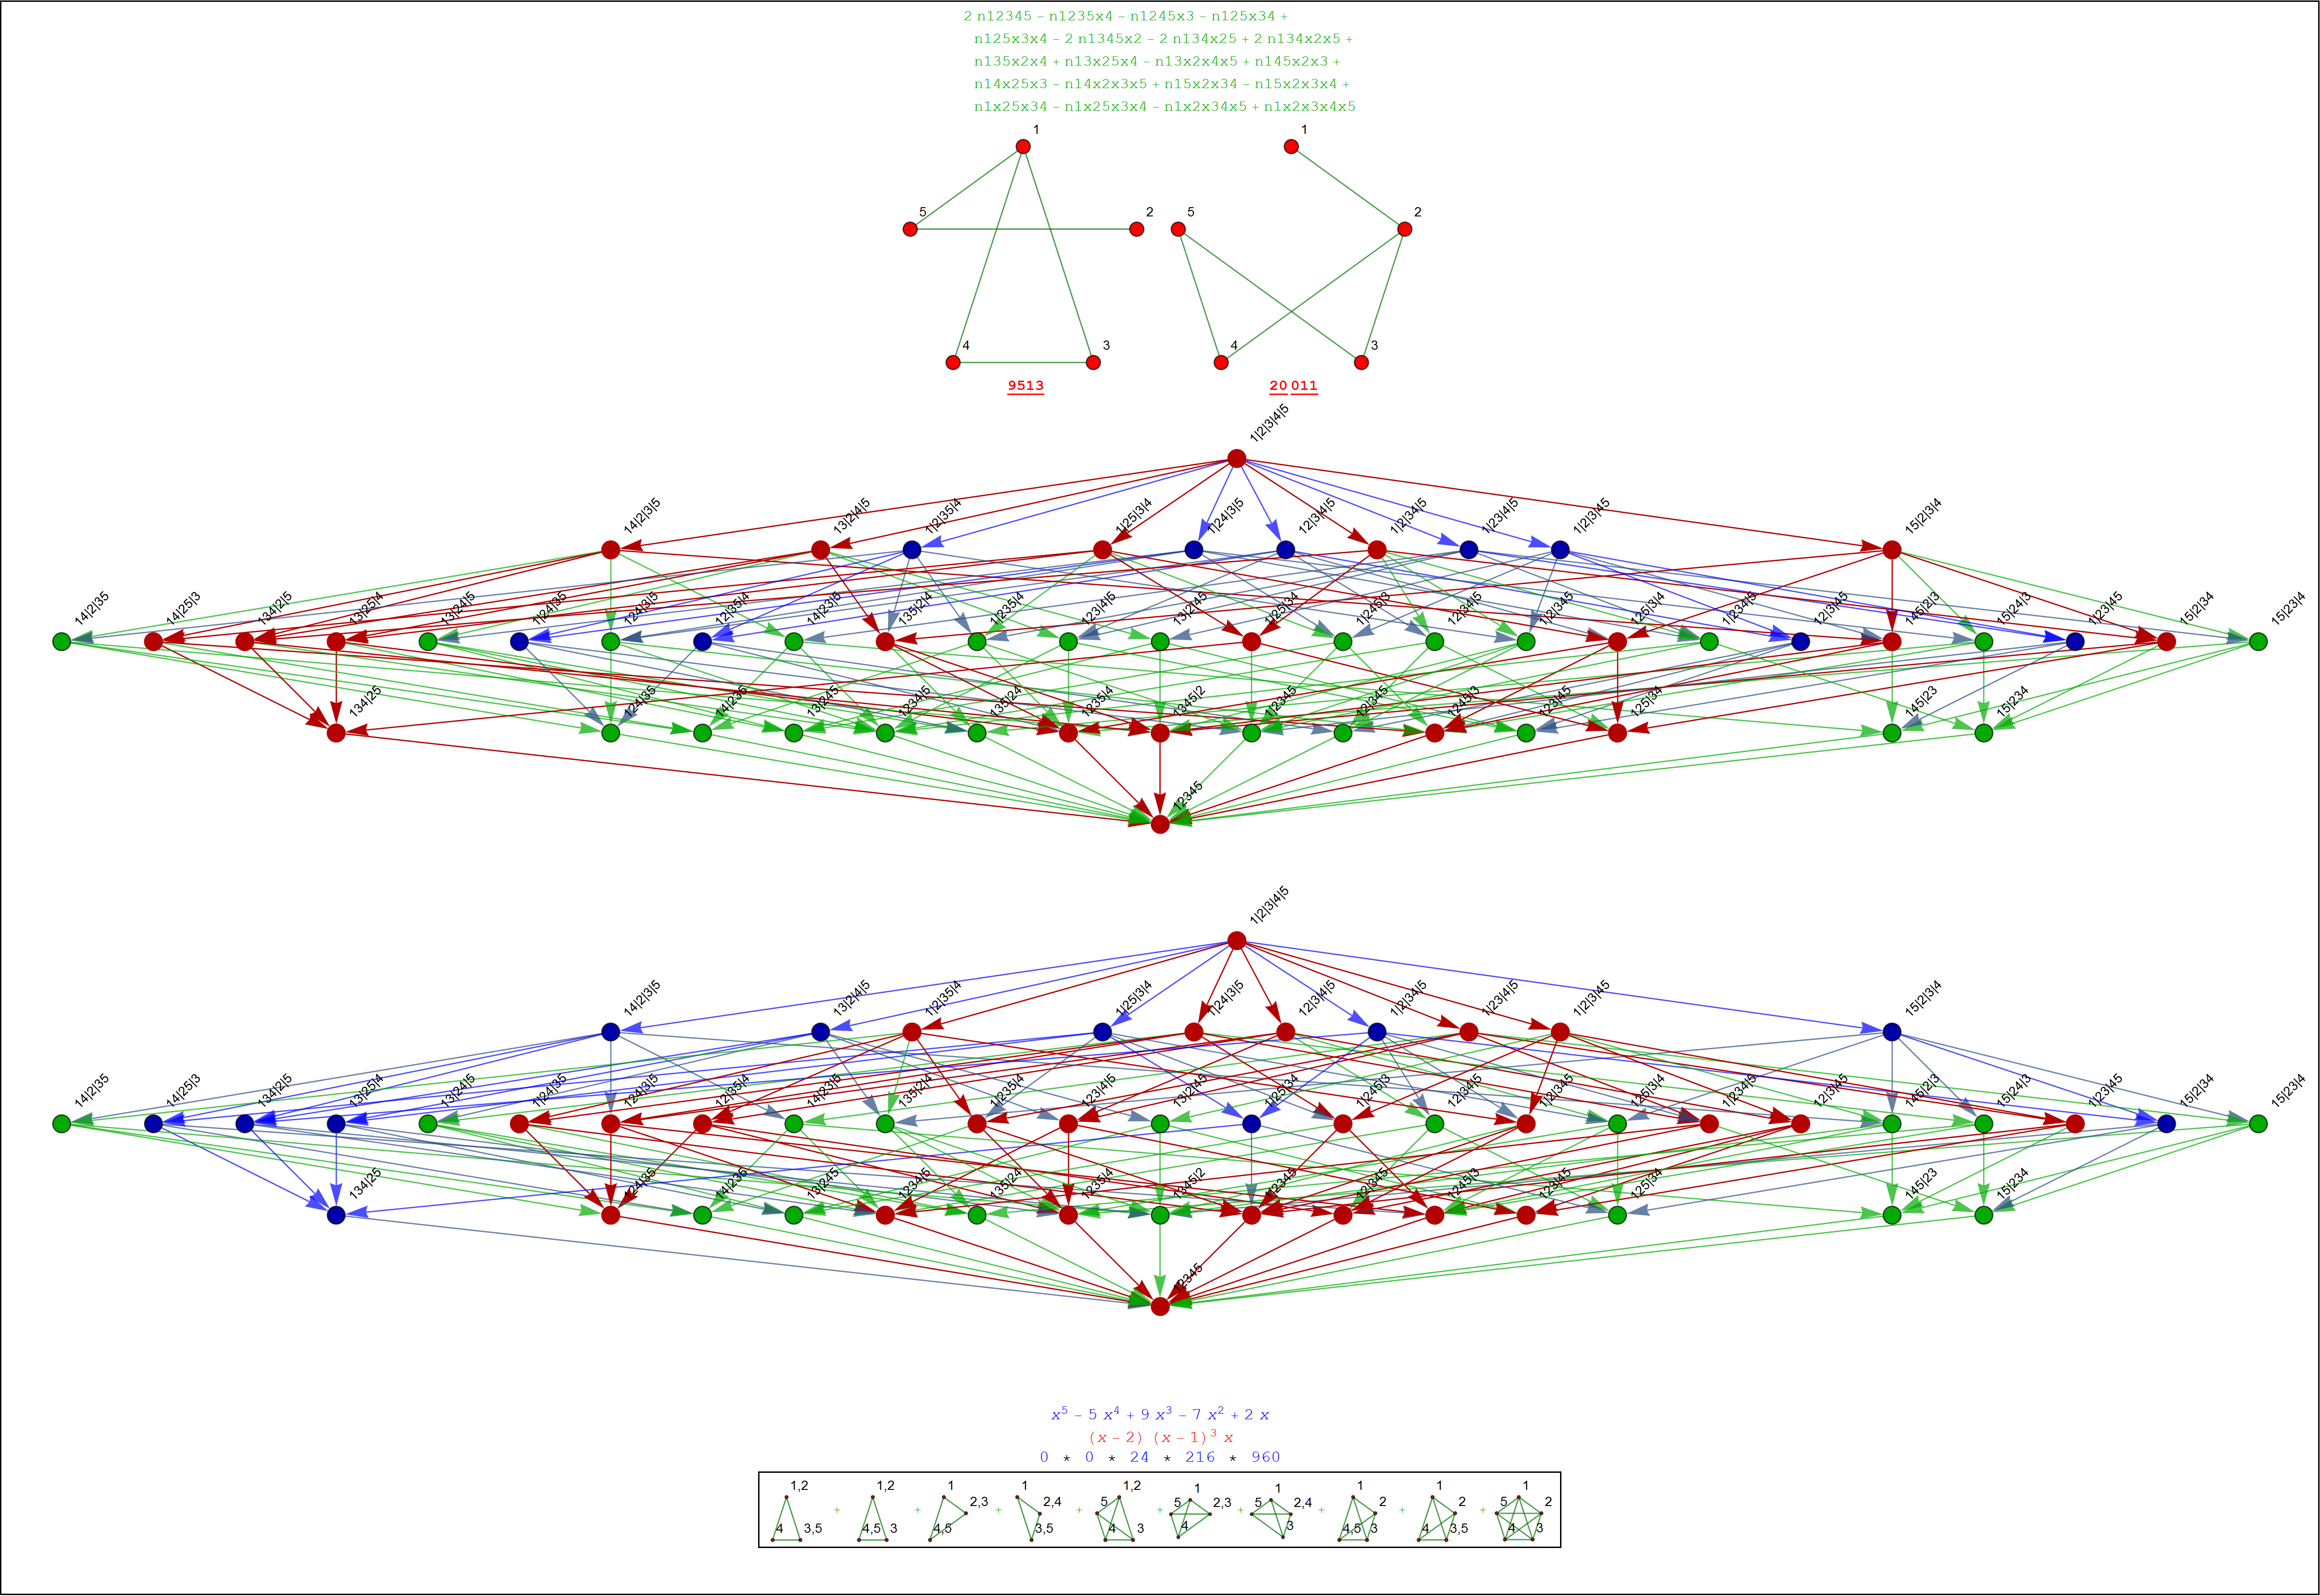 2 n12345 – n1235x4 – n1245x3 – n125x34 +
n125x3x4 – 2 n1345x2 – 2 n134x25 + 2 n134x2x5 +
n135x2x4 + n13x25x4 – n13x2x4x5 + n145x2x3 +
n14x25x3 – n14x2x3x5 + n15x2x34 – n15x2x3x4 +
n1x25x34 – n1x25x3x4 – n1x2x34x5 + n1x2x3x4x5
1 1
5 2 5 2
4 3 4 3
9513 20 011
1|2|3|4|5
14|2|3|5 13|2|4|5 1|2|35|4 1|25|3|4 1|24|3|5 12|3|4|5 1|2|34|5 1|23|4|5 1|2|3|45 15|2|3|4
14|2|35 14|25|3 134|2|5 13|25|4 13|24|5 1|24|35 124|3|5 12|35|4 14|23|5 135|2|4 1|235|4 123|4|5 13|2|45 1|25|34 1|245|3 12|34|5 1|2|345 125|3|4 1|234|5 12|3|45 145|2|3 15|24|3 1|23|45 15|2|34 15|23|4
134|25 124|35 14|235 13|245 1234|5 135|24 1235|4 1345|2 1|2345 12|345 1245|3 123|45 125|34 145|23 15|234
12345
1|2|3|4|5
14|2|3|5 13|2|4|5 1|2|35|4 1|25|3|4 1|24|3|5 12|3|4|5 1|2|34|5 1|23|4|5 1|2|3|45 15|2|3|4
14|2|35 14|25|3 134|2|5 13|25|4 13|24|5 1|24|35 124|3|5 12|35|4 14|23|5 135|2|4 1|235|4 123|4|5 13|2|45 1|25|34 1|245|3 12|34|5 1|2|345 125|3|4 1|234|5 12|3|45 145|2|3 15|24|3 1|23|45 15|2|34 15|23|4
134|25 124|35 14|235 13|245 1234|5 135|24 1235|4 1345|2 1|2345 12|345 1245|3 123|45 125|34 145|23 15|234
12345
x⁵ – 5 x⁴ + 9 x³ – 7 x² + 2 x
(x – 2) (x – 1)³ x
0 * 0 * 24 * 216 * 960
1,2 4 3,5 + 1,2 4,5 3 + 1 2,3 4,5 + 1 2,4 3,5 + 1,2 5 4 3 + 1 5 2,3 4 + 1 5 2,4 3 + 1 2 4,5 3 + 1 2 4 3,5 + 1 5 2 4 3